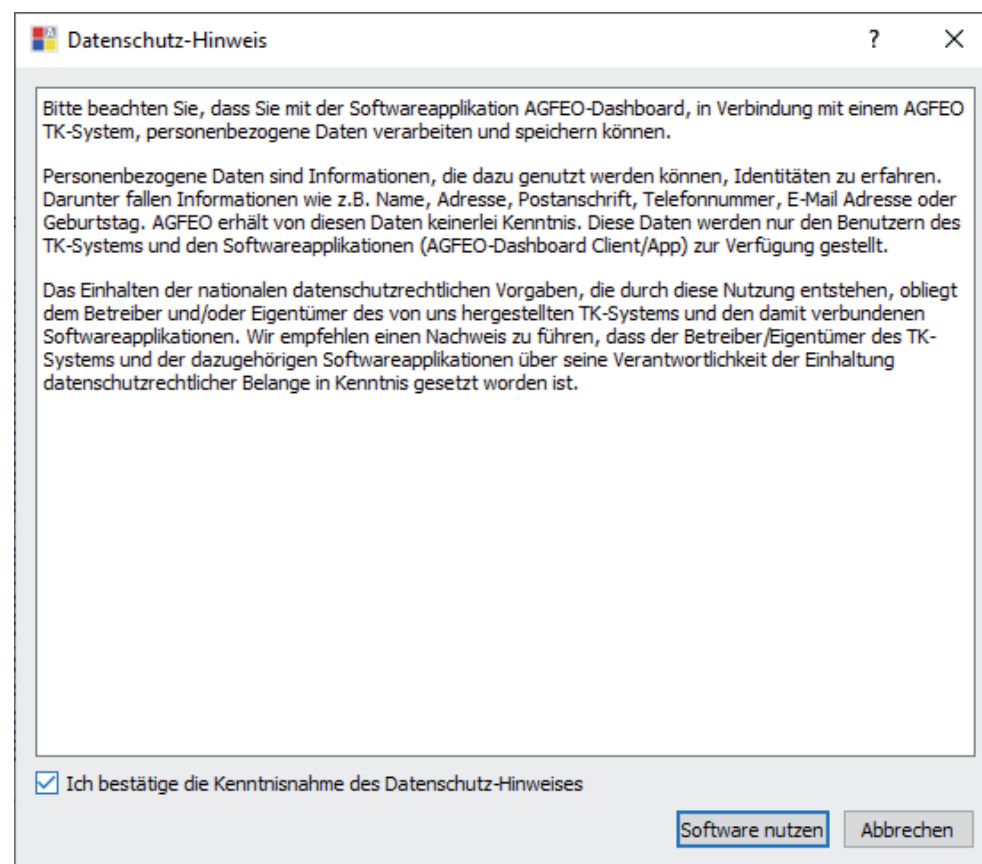 Datenschutz-Hinweis
Bitte beachten Sie, dass Sie mit der Softwareapplikation AGFEO-Dashboard, in Verbindung mit einem AGFEO
TK-System, personenbezogene Daten verarbeiten und speichern können.
Personenbezogene Daten sind Informationen, die dazu genutzt werden können, Identitäten zu erfahren.
Darunter fallen Informationen wie z.B. Name, Adresse, Postanschrift, Telefonnummer, E-Mail Adresse oder
Geburtstag. AGFEO erhält von diesen Daten keinerlei Kenntnis. Diese Daten werden nur den Benutzern des
TK-Systems und den Softwareapplikationen (AGFEO-Dashboard Client/App) zur Verfügung gestellt.
Das Einhalten der nationalen datenschutzrechtlichen Vorgaben, die durch diese Nutzung entstehen, obliegt
dem Betreiber und/oder Eigentümer des von uns hergestellten TK-Systems und den damit verbundenen
Softwareapplikationen. Wir empfehlen einen Nachweis zu führen, dass der Betreiber/Eigentümer des TK-
Systems und der dazugehörigen Softwareapplikationen über seine Verantwortlichkeit der Einhaltung
datenschutzrechtlicher Belange in Kenntnis gesetzt worden ist.
Ich bestätige die Kenntnisnahme des Datenschutz-Hinweises
Software nutzen Abbrechen